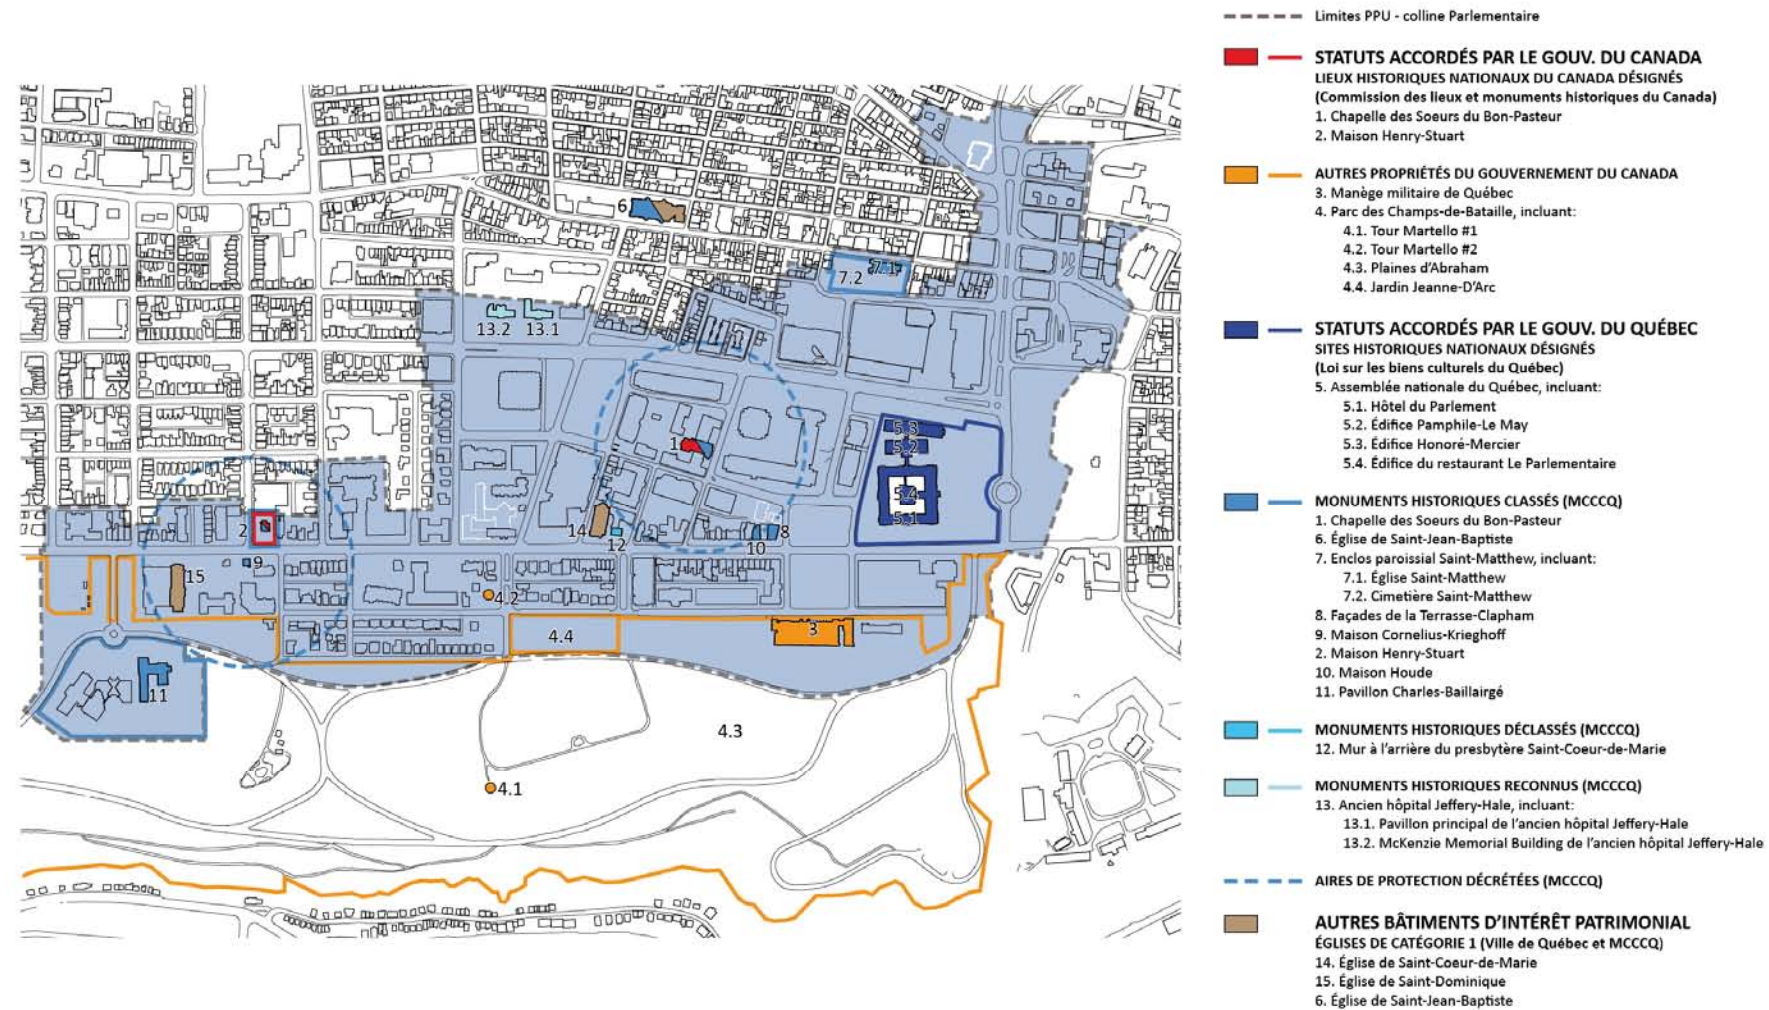 Limites PPU - colline Parlementaire
STATUTS ACCORDÉS PAR LE GOUV. DU CANADA
LIEUX HISTORIQUES NATIONAUX DU CANADA DÉSIGNÉS
(Commission des lieux et monuments historiques du Canada)
1. Chapelle des Soeurs du Bon-Pasteur
2. Maison Henry-Stuart
AUTRES PROPRIÉTÉS DU GOUVERNEMENT DU CANADA
3. Manège militaire de Québec
4. Parc des Champs-de-Bataille, incluant:
4.1. Tour Martello #1
4.2. Tour Martello #2
4.3. Plaines d'Abraham
4.4. Jardin Jeanne-D'Arc
STATUTS ACCORDÉS PAR LE GOUV. DU QUÉBEC
SITES HISTORIQUES NATIONAUX DÉSIGNÉS
(Loi sur les biens culturels du Québec)
5. Assemblée nationale du Québec, incluant:
5.1. Hôtel du Parlement
5.2. Édifice Pamphile-Le May
5.3. Édifice Honoré-Mercier
5.4. Édifice du restaurant Le Parlementaire
MONUMENTS HISTORIQUES CLASSÉS (MCCCQ)
1. Chapelle des Soeurs du Bon-Pasteur
6. Église de Saint-Jean-Baptiste
7. Enclos paroissial Saint-Matthew, incluant:
7.1. Église Saint-Matthew
7.2. Cimetière Saint-Matthew
8. Façades de la Terrasse-Clapham
9. Maison Cornelius-Krieghoff
2. Maison Henry-Stuart
10. Maison Houde
11. Pavillon Charles-Baillairgé
MONUMENTS HISTORIQUES DÉCLASSÉS (MCCCQ)
12. Mur à l'arrière du presbytère Saint-Coeur-de-Marie
MONUMENTS HISTORIQUES RECONNUS (MCCCQ)
13. Ancien hôpital Jeffery-Hale, incluant:
13.1. Pavillon principal de l'ancien hôpital Jeffery-Hale
13.2. McKenzie Memorial Building de l'ancien hôpital Jeffery-Hale
AIRES DE PROTECTION DÉCRÉTÉES (MCCCQ)
AUTRES BÂTIMENTS D'INTÉRÊT PATRIMONIAL
ÉGLISES DE CATÉGORIE 1 (Ville de Québec et MCCCQ)
14. Église de Saint-Coeur-de-Marie
15. Église de Saint-Dominique
6. Église de Saint-Jean-Baptiste
6
7.1
7.2
13.2
13.1
1
5.3
5.2
5.4
5.1
2
14
12
10
8
9
15
4.2
4.4
3
11
4.3
4.1